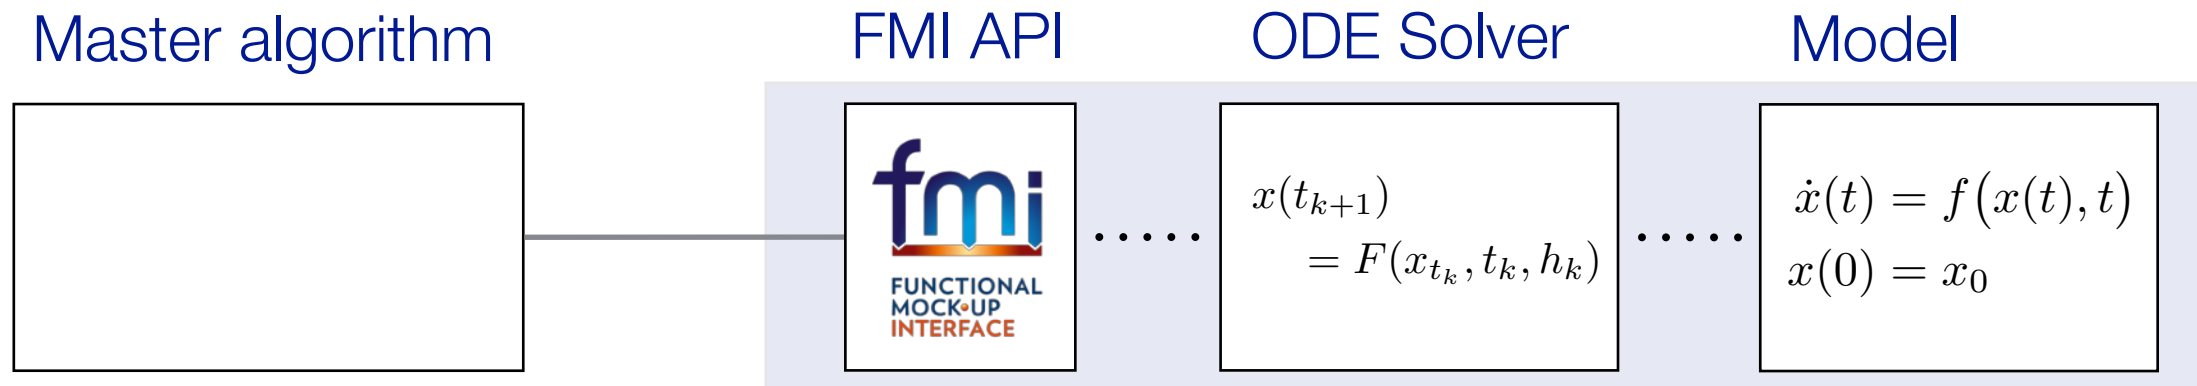 Master algorithm
FMI API
ODE Solver
Model
fmi
FUNCTIONAL
MOCK-UP
INTERFACE
.....
x(t_{k+1})
= F(x_{t_k}, t_k, h_k)
.....
ẋ(t) = f(x(t), t)
x(0) = x_0